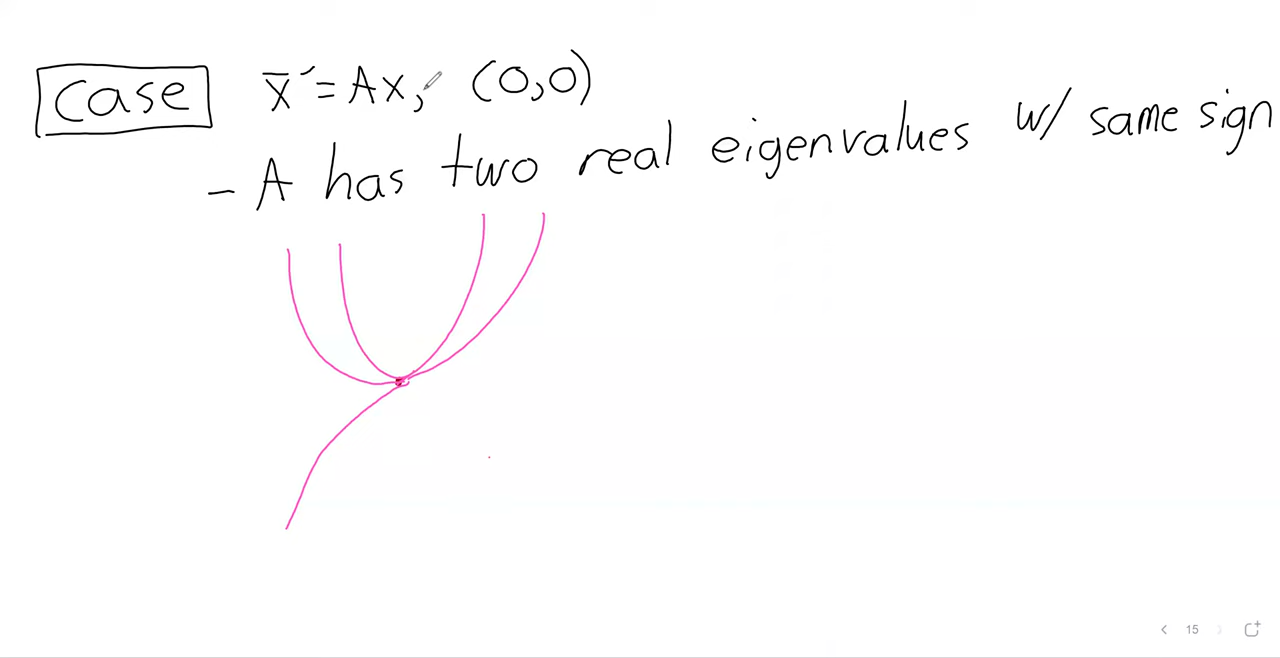 Case x̄′ = Ax, (0,0)
- A has two real eigenvalues w/ same sign
15